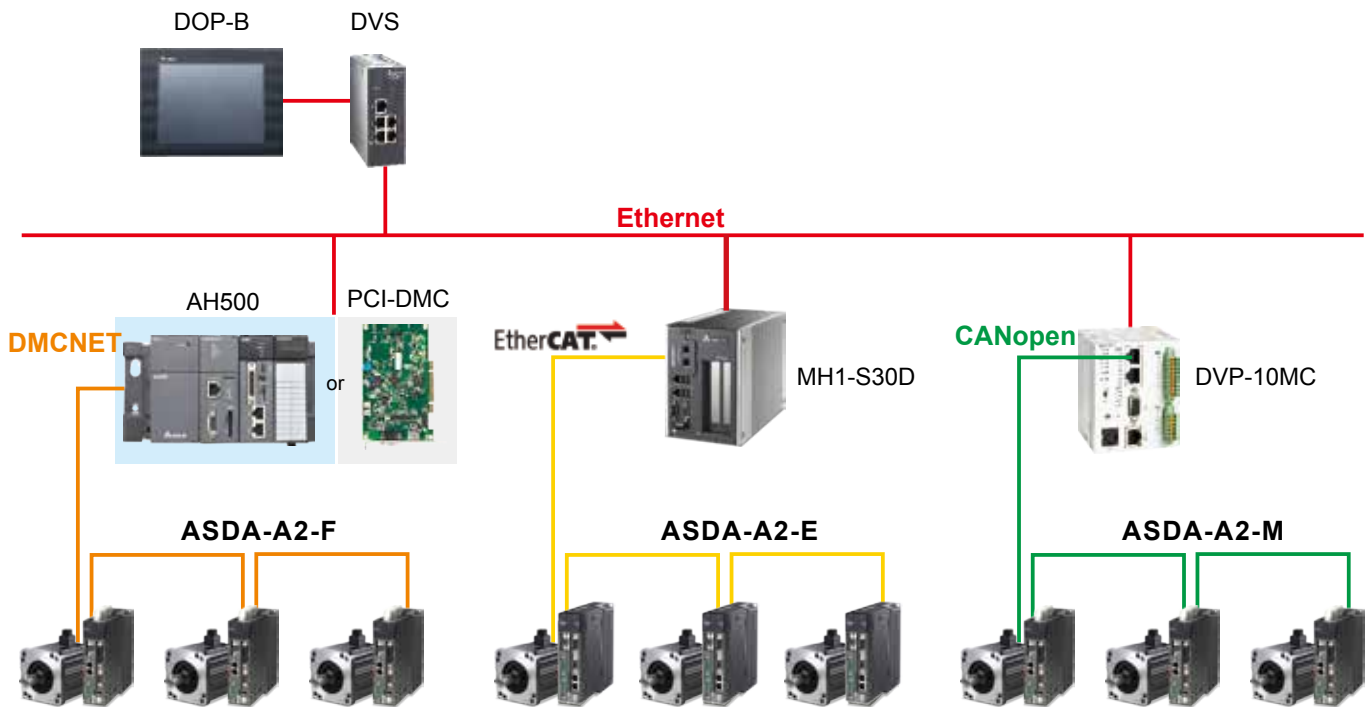 DOP-B
DVS
Ethernet
AH500
PCI-DMC
DMCNET
or
EtherCAT.
MH1-S30D
CANopen
DVP-10MC
ASDA-A2-F
ASDA-A2-E
ASDA-A2-M